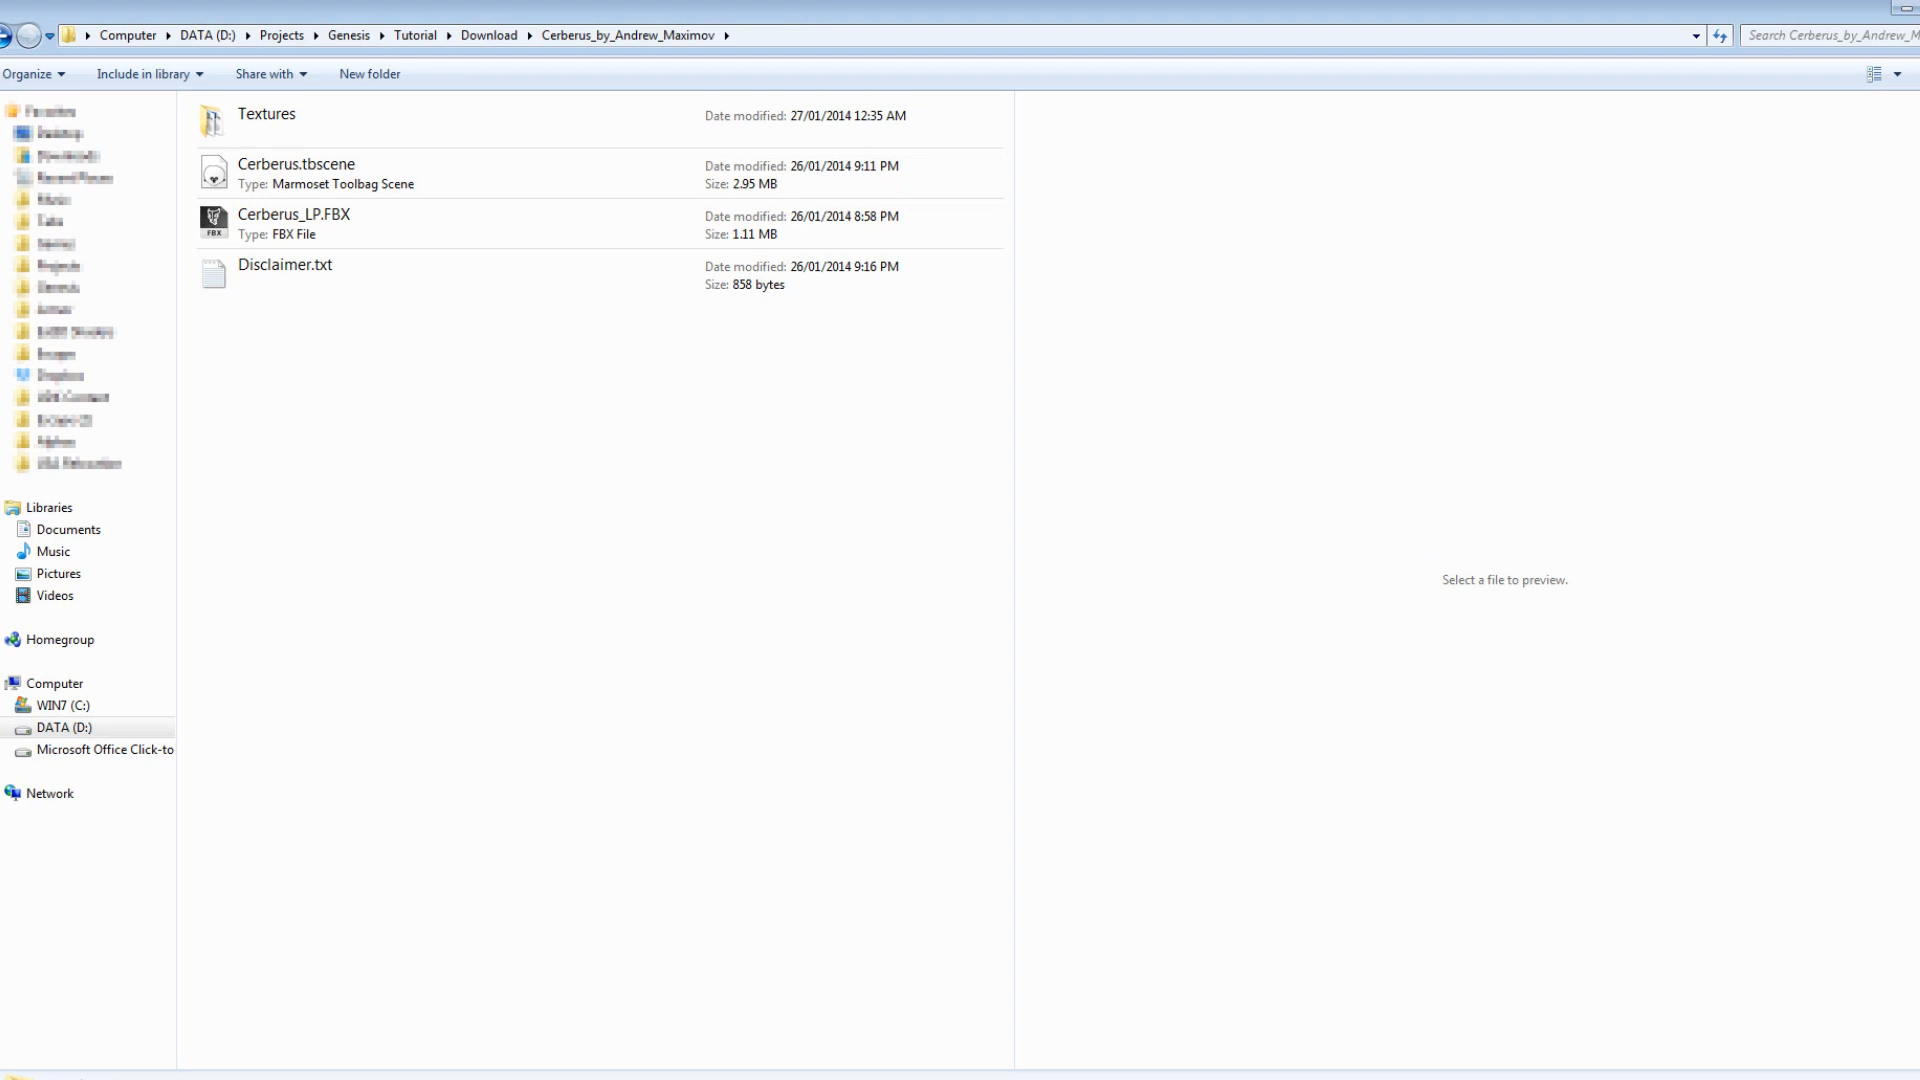 Computer DATA (D:) Projects Genesis Tutorial Download Cerberus_by_Andrew_Maximov
Search Cerberus_by_Andrew_M
Organize Include in library Share with New folder
Textures
Date modified: 27/01/2014 12:35 AM
Cerberus.tbscene
Type: Marmoset Toolbag Scene
Date modified: 26/01/2014 9:11 PM
Size: 2.95 MB
Cerberus_LP.FBX
Type: FBX File
FBX
Date modified: 26/01/2014 8:58 PM
Size: 1.11 MB
Disclaimer.txt
Date modified: 26/01/2014 9:16 PM
Size: 858 bytes
Libraries
Documents
Music
Pictures
Videos
Homegroup
Computer
WIN7 (C:)
DATA (D:)
Microsoft Office Click-to
Network
Select a file to preview.